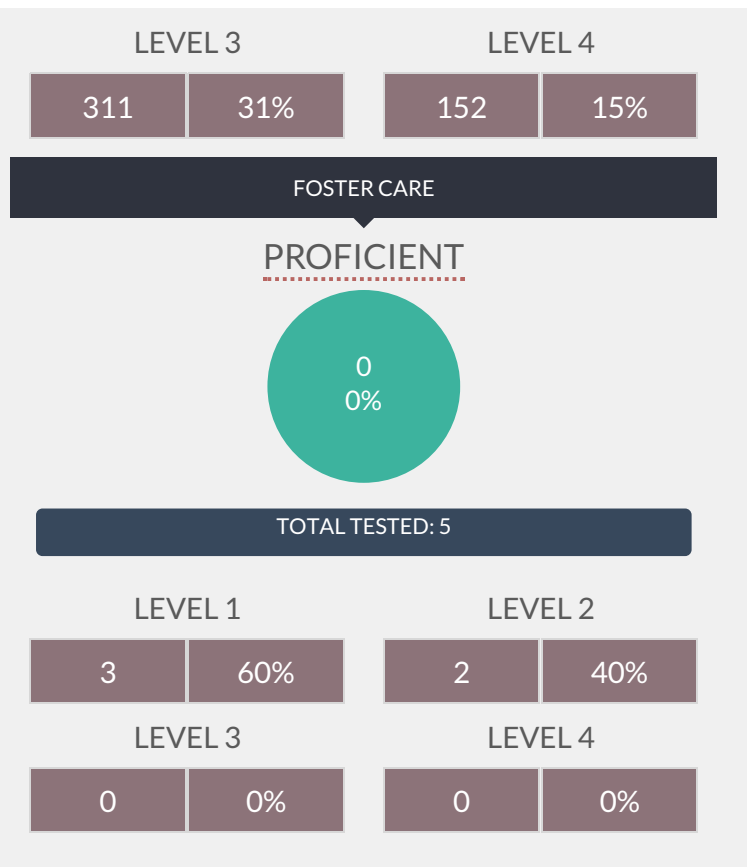 LEVEL 3 LEVEL 4
311 31% 152 15%
FOSTER CARE
PROFICIENT
0
0%
TOTAL TESTED: 5
LEVEL 1 LEVEL 2
3 60% 2 40%
LEVEL 3 LEVEL 4
0 0% 0 0%